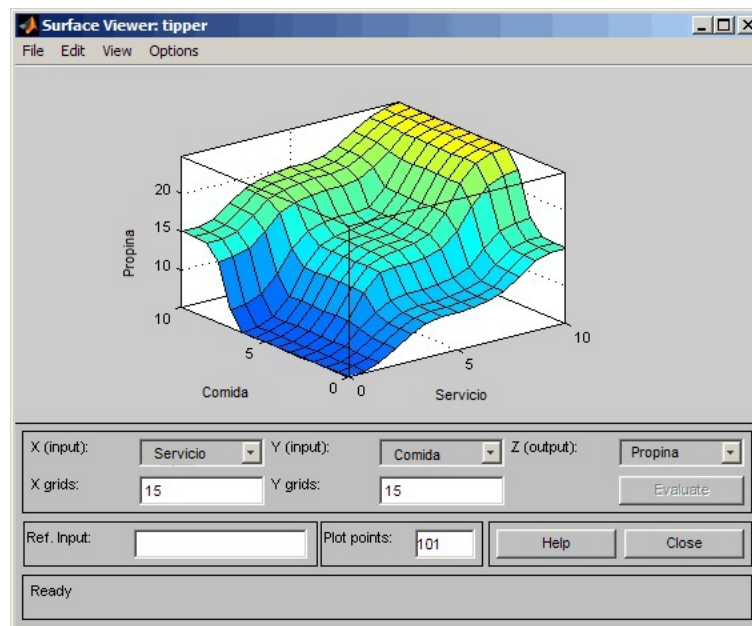 Surface Viewer: tipper
File Edit View Options
20
15
10
Propina
10
5
0
Comida
0
5
10
Servicio
X (input): Servicio Y (input): Comida Z (output): Propina
X grids: 15 Y grids: 15 Evaluate
Ref. Input: Plot points: 101 Help Close
Ready